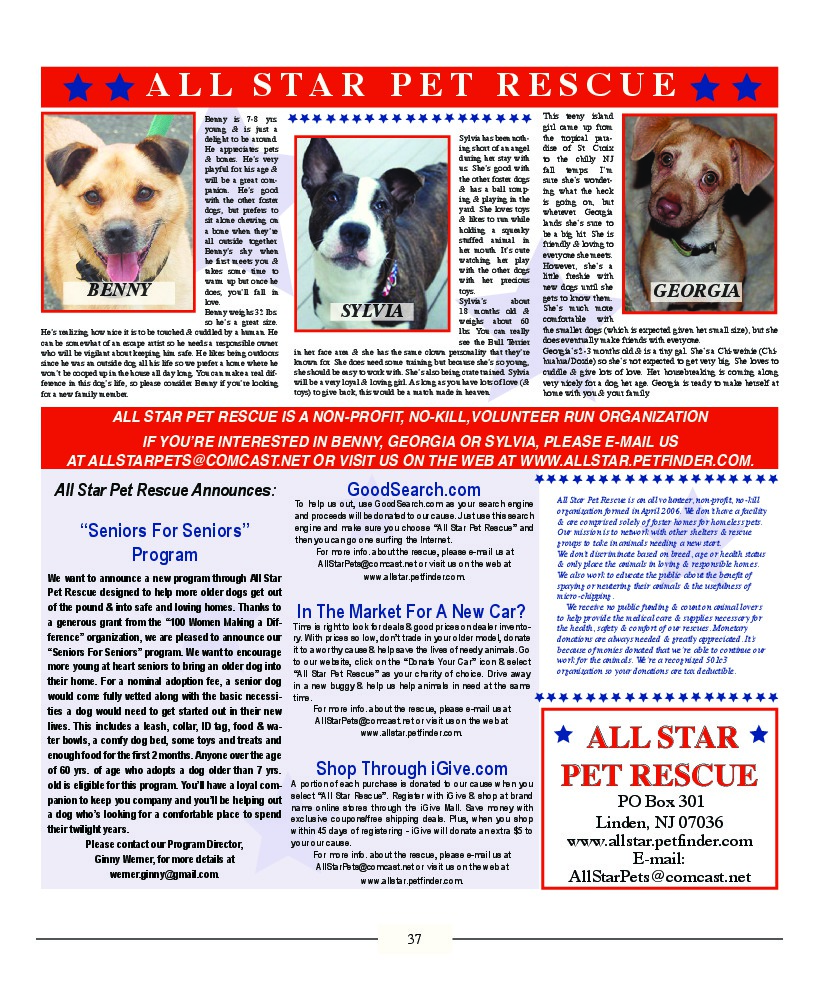 ALL STAR PET RESCUE
Benny is 7-8 yrs.
young & is just a
delight to be around.
He appreciates pets
& bones. He's very
playful for his age &
will be a great com-
panion. He's good
with the other foster
dogs, but prefers to
sit alone chewing on
a bone when they're
all outside together.
Benny's shy when
he first meets you &
takes some time to
warm up but once he
does, you'll fall in
love.
Benny weighs 32 lbs.
so he's a great size.
He's realizing how nice it is to be touched & cuddled by a human. He
can be somewhat of an escape artist so he needs a responsible owner
who will be vigilant about keeping him safe. He likes being outdoors
since he was an outside dog all his life so we prefer a home where he
won't be cooped up in the house all day long. You can make a real dif-
ference in this dog's life, so please consider Benny if you're looking
for a new family member.
BENNY
Sylvia has been noth-
ing short of an angel
during her stay with
us. She's good with
the other foster dogs
& has a ball romp-
ing & playing in the
yard. She loves toys
& likes to run while
holding a squeaky
stuffed animal in
her mouth. It's cute
watching her play
with the other dogs
with her precious
toys.
Sylvia's about
18 months old &
weighs about 60
lbs. You can really
see the Bull Terrier
in her face area & she has the same clown personality that they're
known for. She does need some training but because she's so young,
she should be easy to work with. She's also being crate trained. Sylvia
will be a very loyal & loving girl. As long as you have lots of love (&
toys) to give back, this would be a match made in heaven.
SYLVIA
This teeny island
girl came up from
the tropical para-
dise of St Croix
to the chilly NJ
fall temps. I'm
sure she's wonder-
ing what the heck
is going on, but
wherever Georgia
lands she's sure to
be a big hit. She is
friendly & loving to
everyone she meets.
However, she's a
little freshie with
new dogs until she
gets to know them.
She's much more
comfortable with
the smaller dogs (which is expected given her small size), but she
does eventually make friends with everyone.
Georgia's 2-3 months old & is a tiny gal. She's a Chi-weinie (Chi-
huahua/Doxie) so she's not expected to get very big. She loves to
cuddle & give lots of love. Her housebreaking is coming along
very nicely for a dog her age. Georgia is ready to make herself at
home with you & your family.
GEORGIA
ALL STAR PET RESCUE IS A NON-PROFIT, NO-KILL,VOLUNTEER RUN ORGANIZATION
IF YOU'RE INTERESTED IN BENNY, GEORGIA OR SYLVIA, PLEASE E-MAIL US
AT ALLSTARPETS@COMCAST.NET OR VISIT US ON THE WEB AT WWW.ALLSTAR.PETFINDER.COM.
All Star Pet Rescue Announces:
“Seniors For Seniors”
Program
We want to announce a new program through All Star
Pet Rescue designed to help more older dogs get out
of the pound & into safe and loving homes. Thanks to
a generous grant from the “100 Women Making a Dif-
ference” organization, we are pleased to announce our
“Seniors For Seniors” program. We want to encourage
more young at heart seniors to bring an older dog into
their home. For a nominal adoption fee, a senior dog
would come fully vetted along with the basic necessi-
ties a dog would need to get started out in their new
lives. This includes a leash, collar, ID tag, food & wa-
ter bowls, a comfy dog bed, some toys and treats and
enough food for the first 2 months. Anyone over the age
of 60 yrs. of age who adopts a dog older than 7 yrs.
old is eligible for this program. You'll have a loyal com-
panion to keep you company and you'll be helping out
a dog who's looking for a comfortable place to spend
their twilight years.
Please contact our Program Director,
Ginny Werner, for more details at
werner.ginny@gmail.com.
GoodSearch.com
To help us out, use GoodSearch.com as your search engine
and proceeds will be donated to our cause. Just use this search
engine and make sure you choose “All Star Pet Rescue” and
then you can go one surfing the Internet.
For more info. about the rescue, please e-mail us at
AllStarPets@comcast.net or visit us on the web at
www.allstar.petfinder.com.
In The Market For A New Car?
Time is right to look for deals & good prices on dealer invento-
ry. With prices so low, don't trade in your older model, donate
it to a worthy cause & help save the lives of needy animals. Go
to our website, click on the “Donate Your Car” icon & select
“All Star Pet Rescue” as your charity of choice. Drive away
in a new buggy & help us help animals in need at the same
time.
For more info. about the rescue, please e-mail us at
AllStarPets@comcast.net or visit us on the web at
www.allstar.petfinder.com.
Shop Through iGive.com
A portion of each purchase is donated to our cause when you
select “All Star Rescue”. Register with iGive & shop at brand
name online stores through the iGive Mall. Save money with
exclusive coupons/free shipping deals. Plus, when you shop
within 45 days of registering - iGive will donate an extra $5 to
your our cause.
For more info. about the rescue, please e-mail us at
AllStarPets@comcast.net or visit us on the web at
www.allstar.petfinder.com.
All Star Pet Rescue is an all volunteer, non-profit, no-kill
organization formed in April 2006. We don't have a facility
& are comprised solely of foster homes for homeless pets.
Our mission is to network with other shelters & rescue
groups to take in animals needing a new start.
We don't discriminate based on breed, age or health status
& only place the animals in loving & responsible homes.
We also work to educate the public about the benefit of
spaying or neutering their animals & the usefulness of
micro-chipping.
We receive no public funding & count on animal lovers
to help provide the medical care & supplies necessary for
the health, safety & comfort of our rescues. Monetary
donations are always needed & greatly appreciated. It's
because of monies donated that we're able to continue our
work for the animals. We're a recognized 501c3
organization so your donations are tax deductible.
ALL STAR
PET RESCUE
PO Box 301
Linden, NJ 07036
www.allstar.petfinder.com
E-mail:
AllStarPets@comcast.net
37